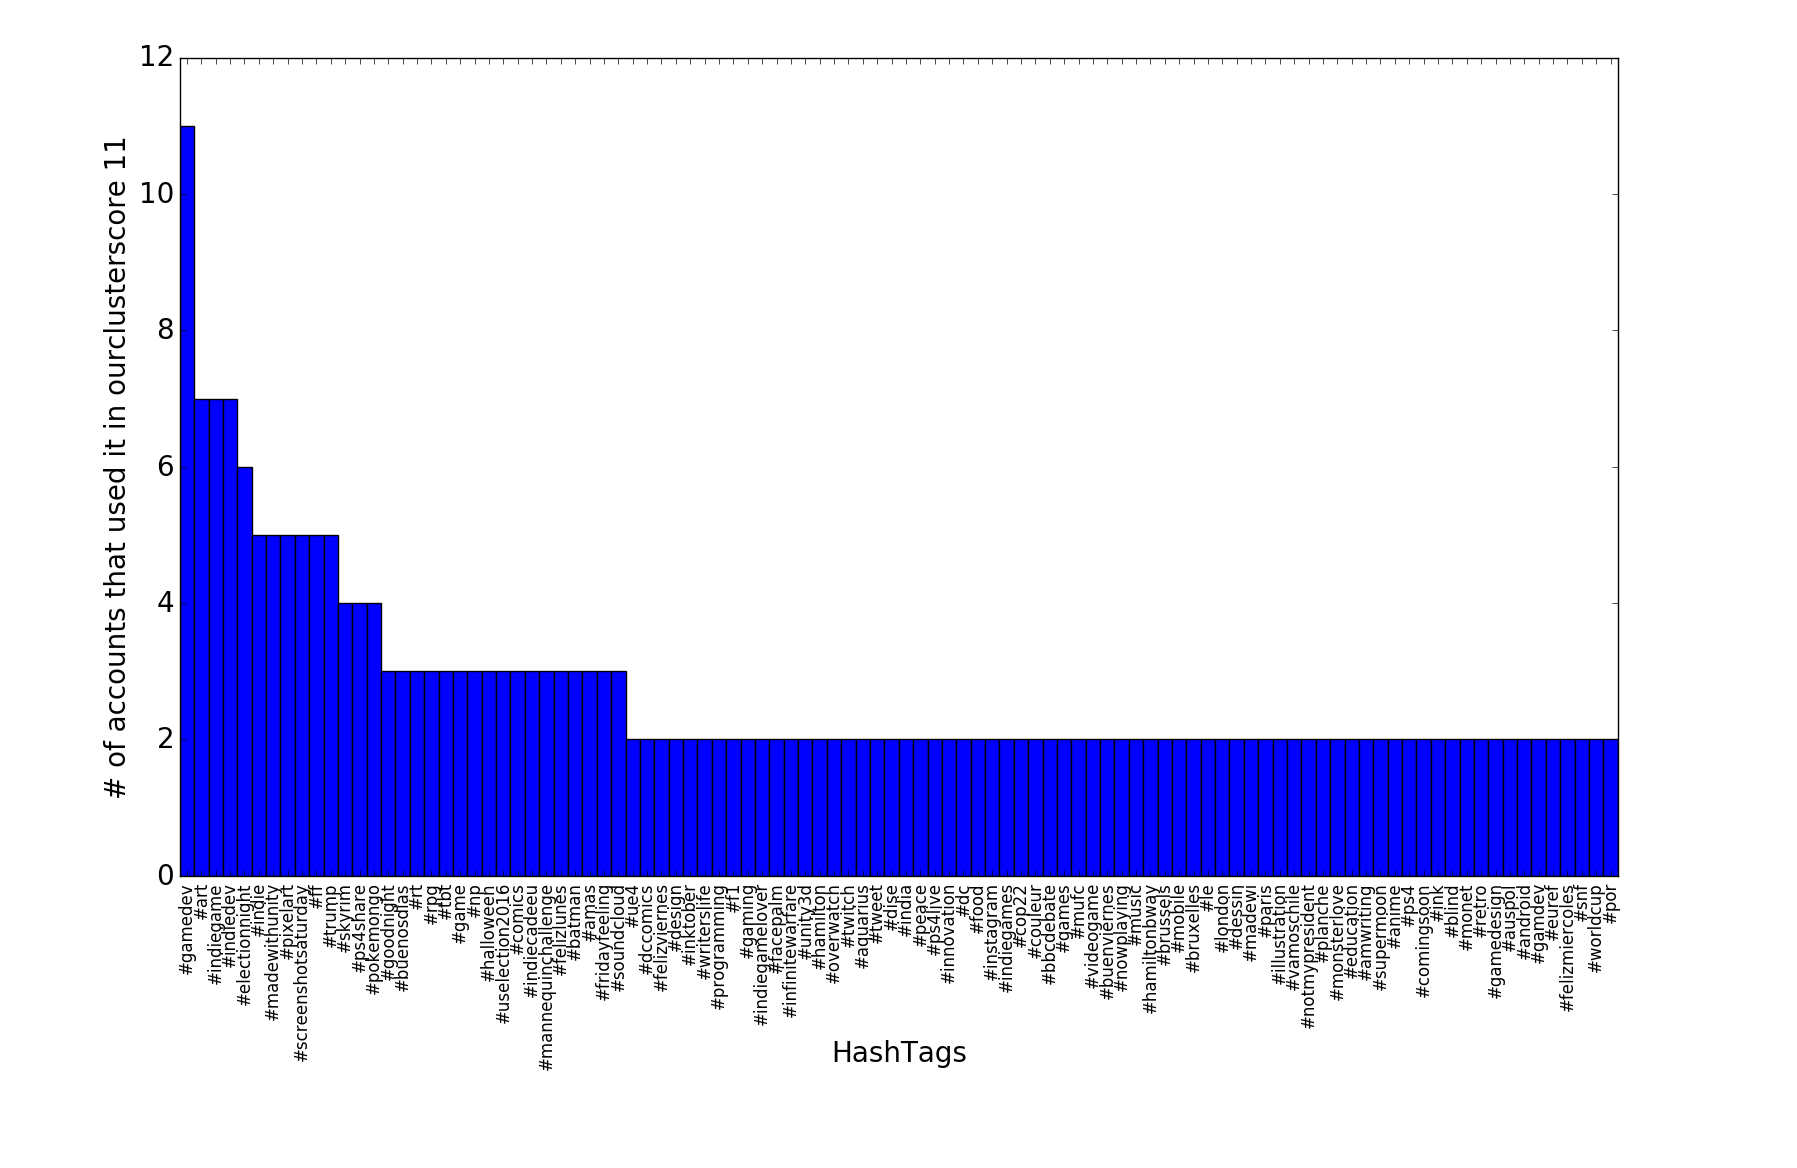 12
10
8
6
4
2
0
# of accounts that used it in ourclusterscore 11
#gamedev
#art
#indiegame
#indiedev
#electionnight
#indie
#madewithunity
#pixelart
#screenshotsaturday
#ff
#trump
#skyrim
#ps4share
#pokemongo
#goodnight
#buenosdias
#rt
#rpg
#tbt
#game
#np
#halloween
#uselection2016
#comics
#indiecadeeu
#mannequinchallenge
#felizlunes
#batman
#amas
#fridayfeeling
#soundcloud
#ue4
#dccomics
#felizviernes
#design
#inktober
#writerslife
#programming
#f1
#gaming
#indiegamelover
#facepalm
#infinitewarfare
#unity3d
#hamilton
#overwatch
#twitch
#aquarius
#tweet
#dise
#india
#peace
#ps4live
#innovation
#dc
#food
#instagram
#indiegames
#cop22
#couleur
#bbcdebate
#games
#mufc
#videogame
#buenviernes
#nowplaying
#music
#hamiltonbway
#brussels
#mobile
#bruxelles
#le
#london
#dessin
#madewi
#paris
#illustration
#vamoschile
#notmypresident
#planche
#monsterlove
#education
#amwriting
#supermoon
#anime
#ps4
#comingsoon
#ink
#blind
#monet
#retro
#gamedesign
#auspol
#android
#gamdev
#euref
#felizmiercoles
#snf
#worldcup
#por
HashTags